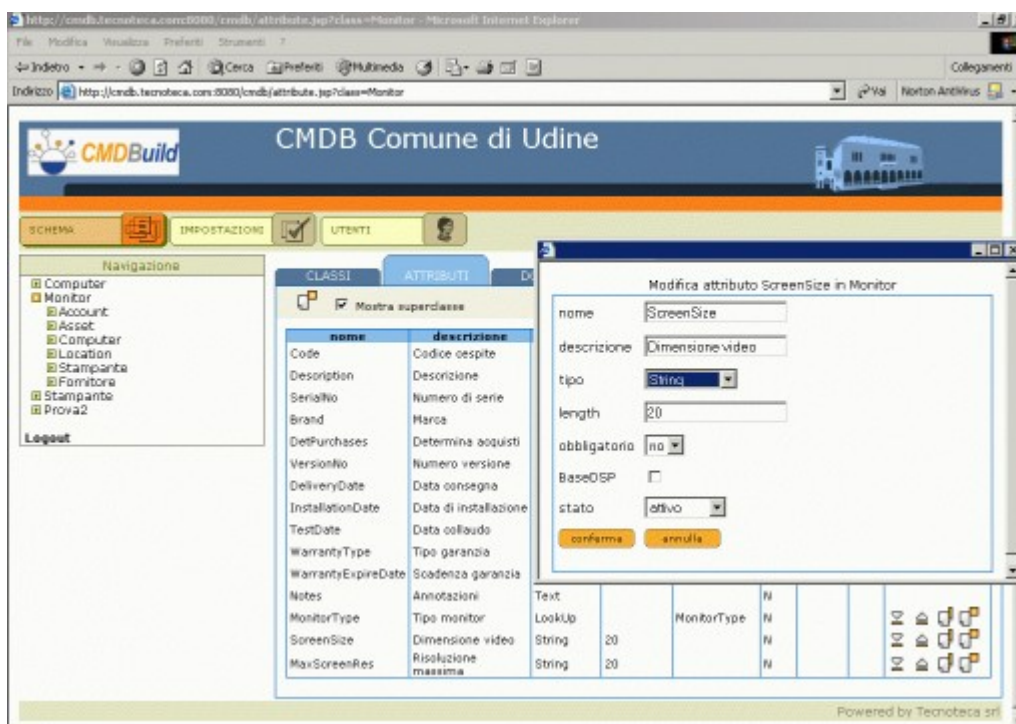 http://cmdb.tecnoteca.com:8080/cmdb/attribute.jsp?class=Monitor - Microsoft Internet Explorer
File Modifica Visualizza Preferiti Strumenti ?
Indietro Cerca Preferiti Multimedia Collegamenti
Indirizzo http://cmdb.tecnoteca.com:8080/cmdb/attribute.jsp?class=Monitor Vai Norton AntiVirus
CMDBuild
CMDB Comune di Udine
SCHEMA IMPOSTAZIONI UTENTI
Navigazione
Computer
Monitor
Account
Asset
Computer
Location
Stampante
Fornitore
Stampante
Prova2
Logout
CLASSI ATTRIBUTI DO
Mostra superclasse
nome descrizione
Code Codice cespite
Description Descrizione
SerialNo Numero di serie
Brand Marca
DetPurchases Determina acquisti
VersionNo Numero versione
DeliveryDate Data consegna
InstallationDate Data di installazione
TestDate Data collaudo
WarrantyType Tipo garanzia
WarrantyExpireDate Scadenza garanzia
Notes Annotazioni Text N
MonitorType Tipo monitor LookUp MonitorType N
ScreenSize Dimensione video String 20 N
MaxScreenRes Risoluzione massima String 20 N
Modifica attributo ScreenSize in Monitor
nome ScreenSize
descrizione Dimensione video
tipo String
length 20
obbligatorio no
BaseDSP
stato attivo
conferma annulla
Powered by Tecnoteca srl